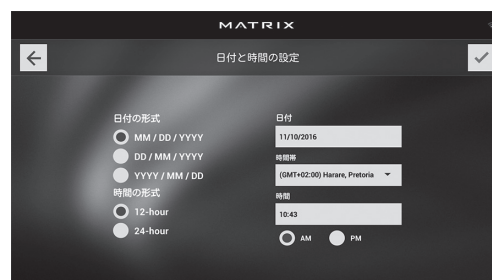 MATRIX
日付と時間の設定
日付の形式
MM / DD / YYYY
DD / MM / YYYY
YYYY / MM / DD
時間の形式
12-hour
24-hour
日付
11/10/2016
時間帯
(GMT+02:00) Harare, Pretoria
時間
10:43
AM
PM